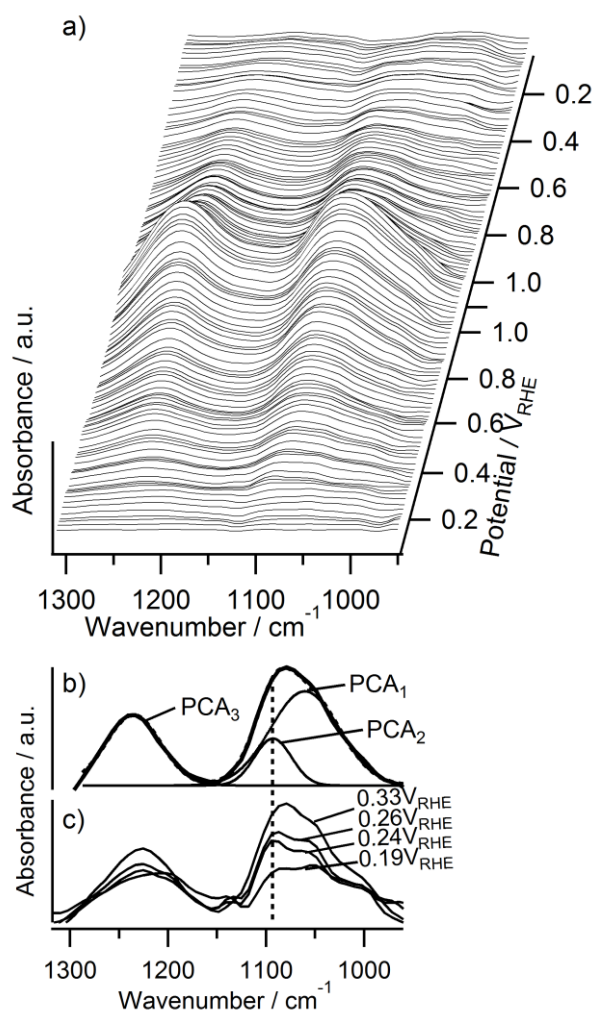 a)
0.2
0.4
0.6
0.8
1.0
1.0
0.8
0.6
0.4
0.2
Potential / V_RHE
Absorbance / a.u.
1300 1200 1100 1000
Wavenumber / cm⁻¹
b)
PCA₃
PCA₁
PCA₂
c)
0.33V_RHE
0.26V_RHE
0.24V_RHE
0.19V_RHE
Absorbance / a.u.
1300 1200 1100 1000
Wavenumber / cm⁻¹